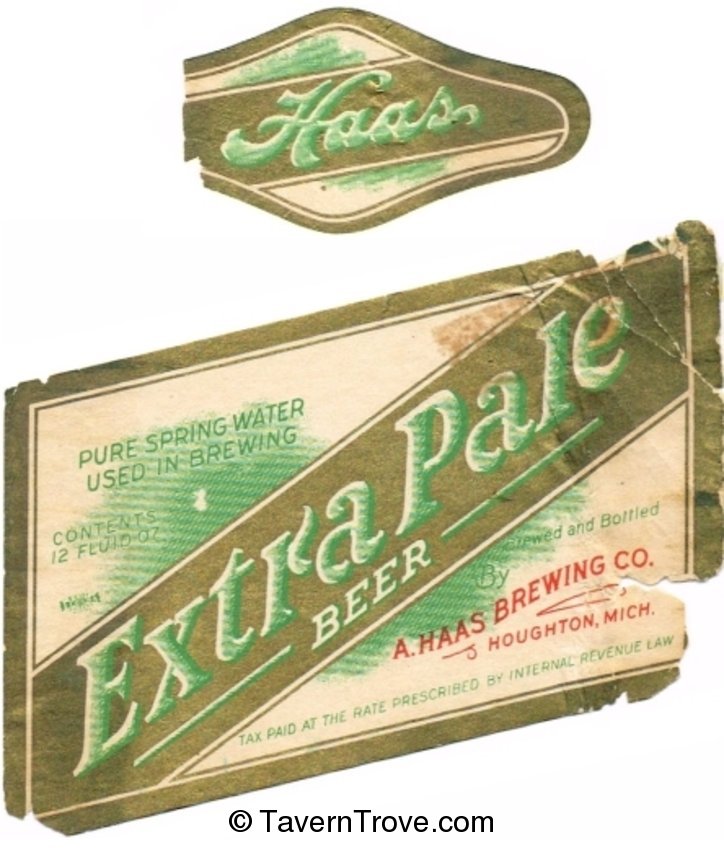 Haas
PURE SPRING WATER
USED IN BREWING
CONTENTS
12 FLUID OZ.
Extra Pale
BEER
Brewed and Bottled
By
A. HAAS BREWING CO.
HOUGHTON, MICH.
TAX PAID AT THE RATE PRESCRIBED BY INTERNAL REVENUE LAW
© TavernTrove.com